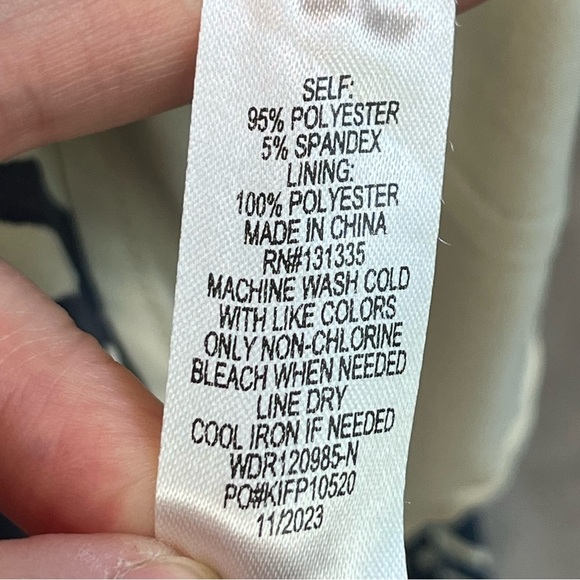 SELF:
95% POLYESTER
5% SPANDEX
LINING:
100% POLYESTER
MADE IN CHINA
RN#131335
MACHINE WASH COLD
WITH LIKE COLORS
ONLY NON-CHLORINE
BLEACH WHEN NEEDED
LINE DRY
COOL IRON IF NEEDED
WDR120985-N
PO#KIFP10520
11/2023